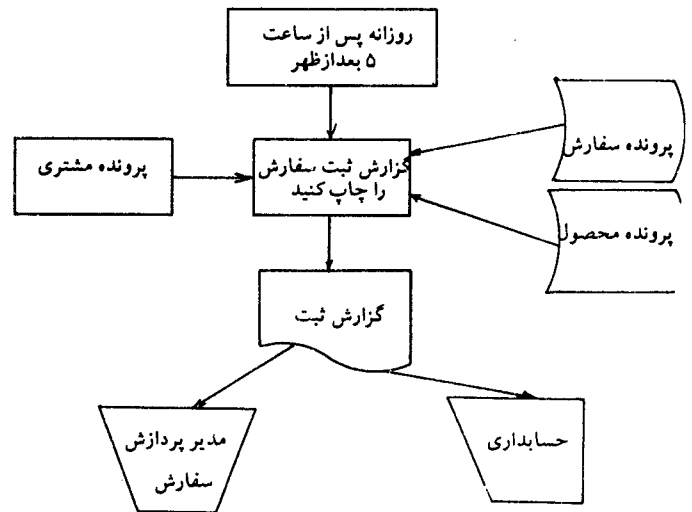 روزانه پس از ساعت
۵ بعدازظهر
پرونده سفارش
گزارش ثبت سفارش
را چاپ کنید
پرونده مشتری
پرونده محصول
گزارش ثبت
حسابداری
مدیر پردازش
سفارش